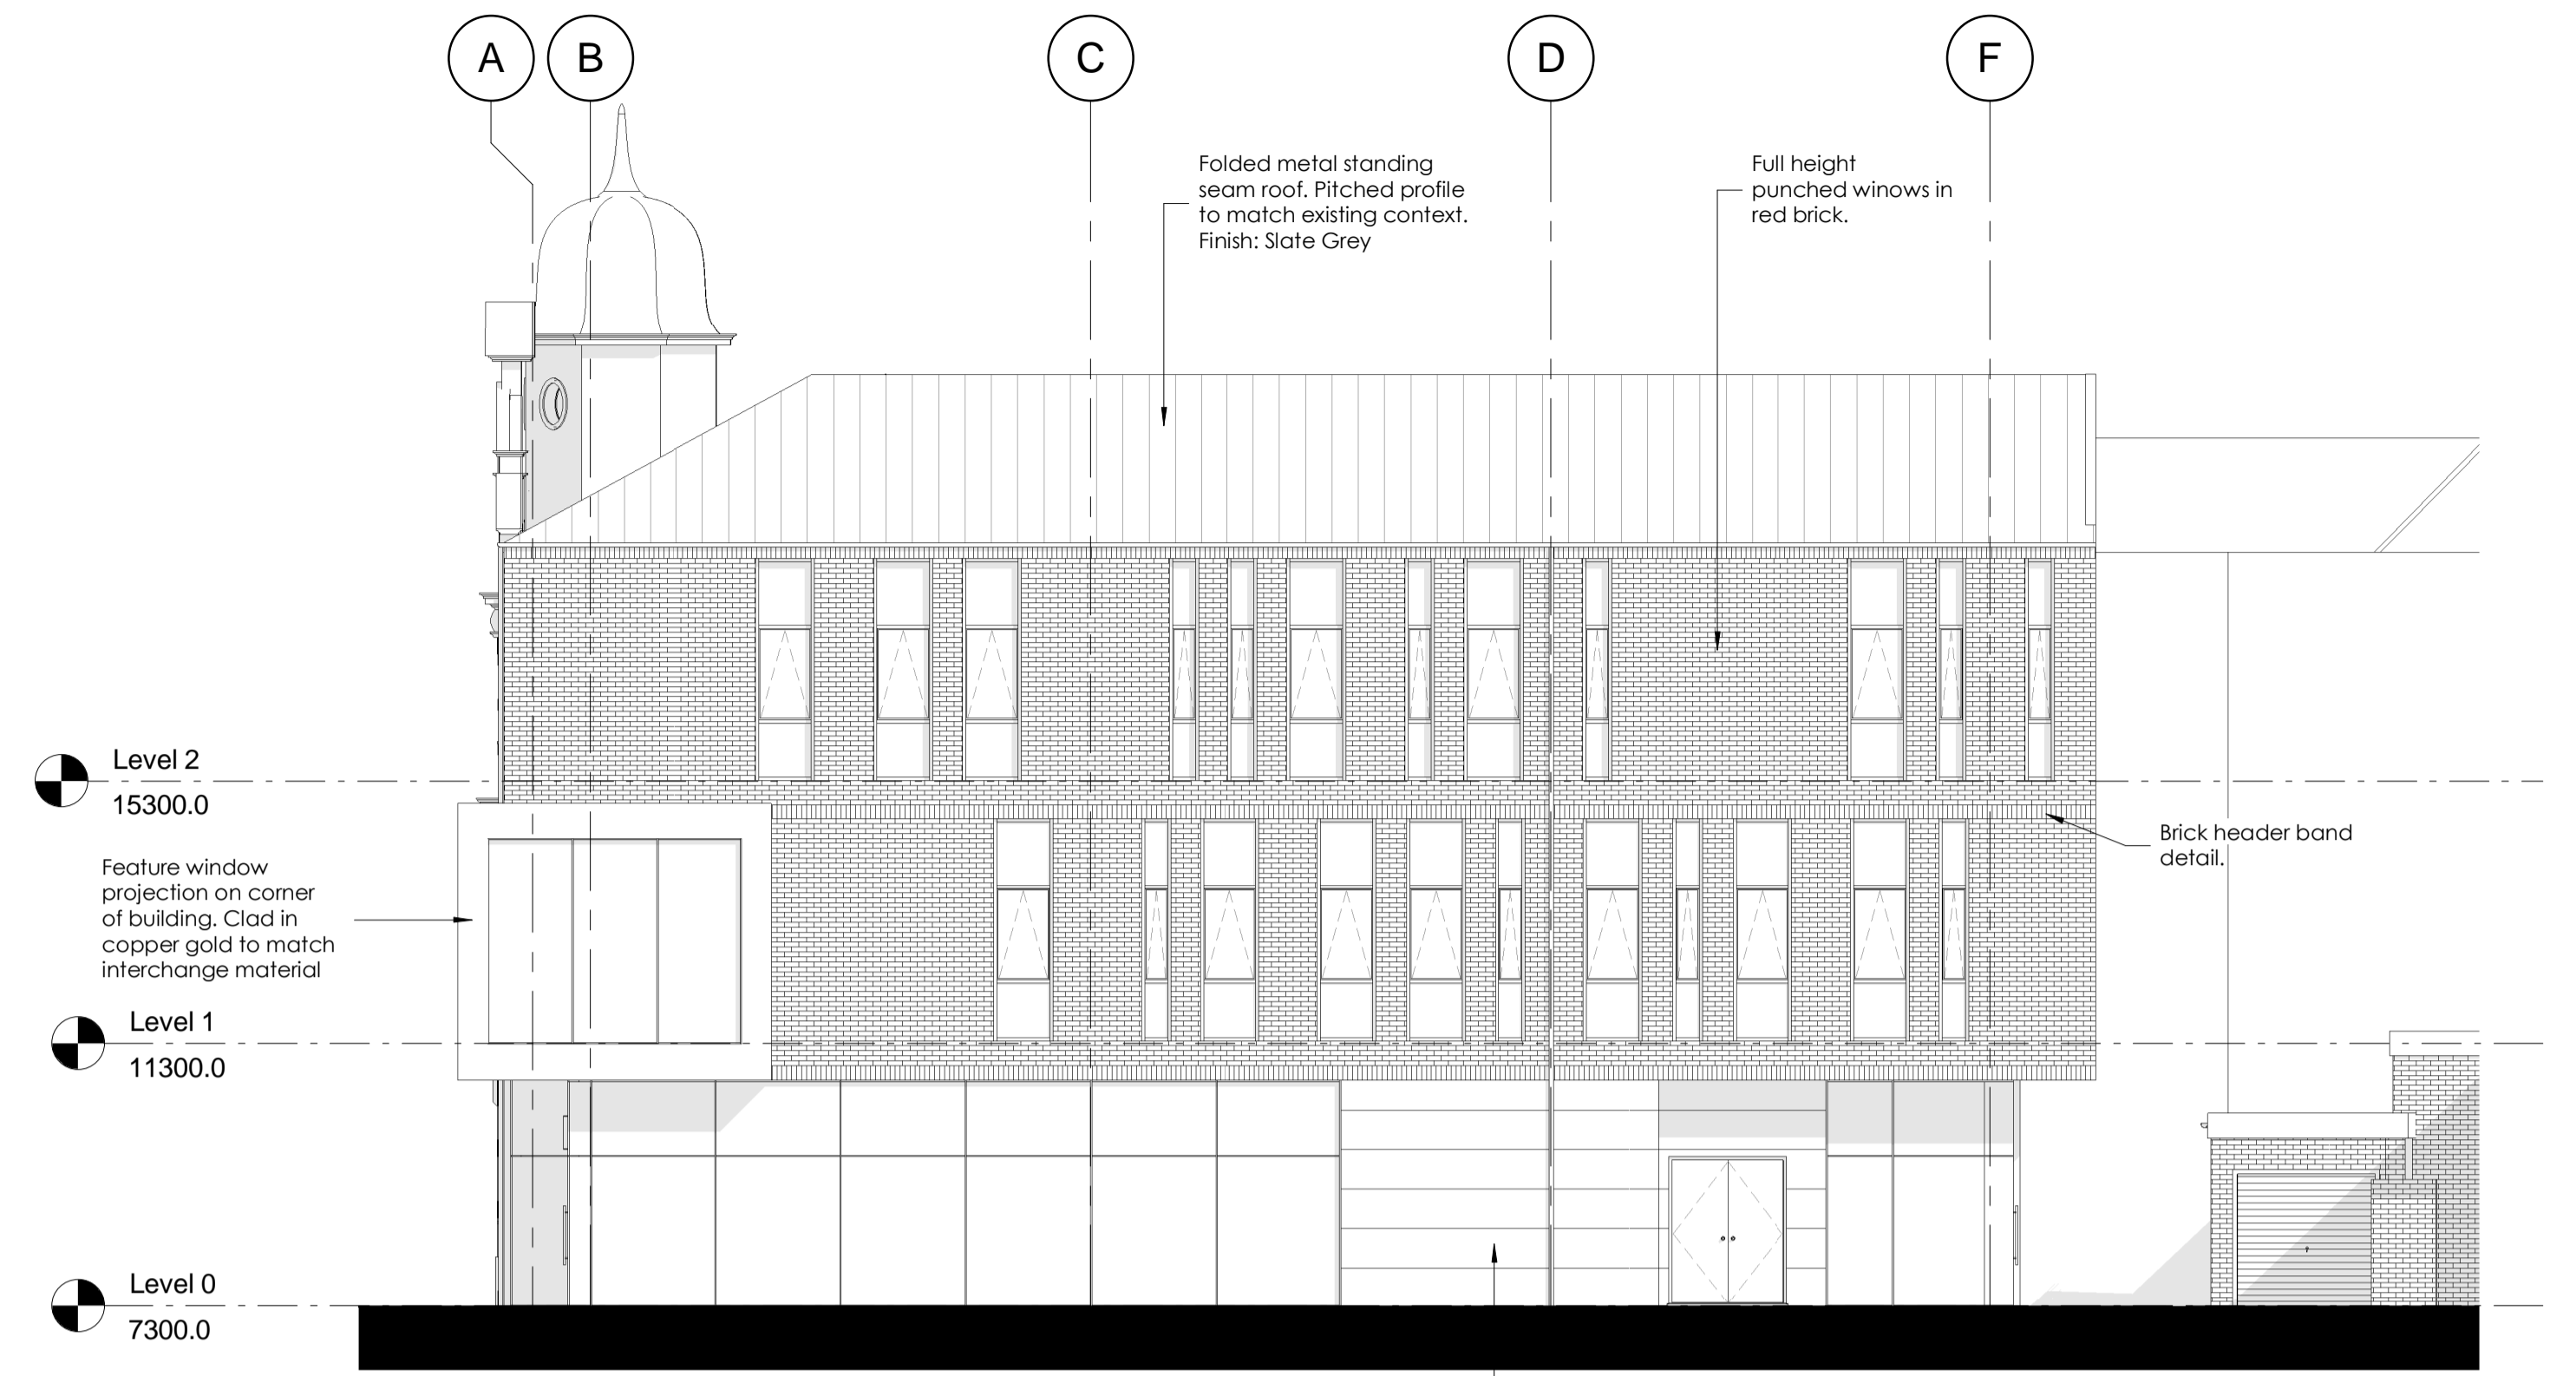 A
B
C
D
F
Folded metal standing
seam roof. Pitched profile
to match existing context.
Finish: Slate Grey
Full height
punched winows in
red brick.
Level 2
15300.0
Brick header band
detail.
Feature window
projection on corner
of building. Clad in
copper gold to match
interchange material
Level 1
11300.0
Level 0
7300.0